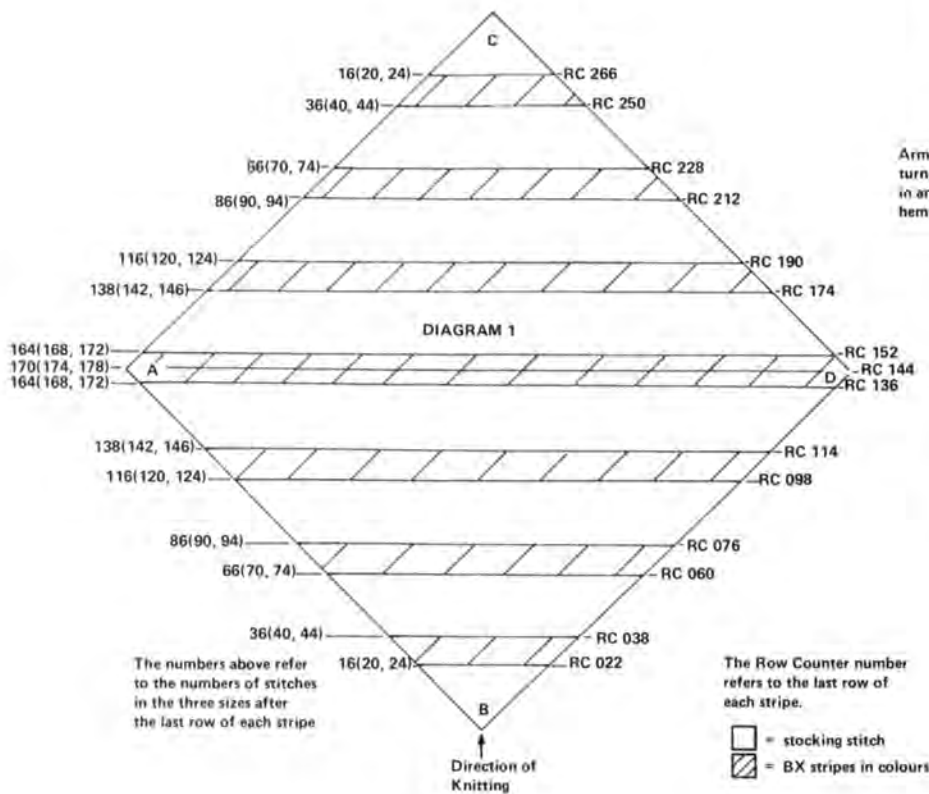 C
16(20, 24)
RC 266
36(40, 44)
RC 250
66(70, 74)
RC 228
86(90, 94)
RC 212
Arm
turn
in ar
hem
116(120, 124)
RC 190
138(142, 146)
RC 174
DIAGRAM 1
164(168, 172)
RC 152
170(174, 178)
A
D
RC 144
164(168, 172)
RC 136
138(142, 146)
RC 114
116(120, 124)
RC 098
86(90, 94)
RC 076
66(70, 74)
RC 060
36(40, 44)
RC 038
16(20, 24)
RC 022
The numbers above refer
to the numbers of stitches
in the three sizes after
the last row of each stripe
B
Direction of
Knitting
The Row Counter number
refers to the last row of
each stripe.
= stocking stitch
= BX stripes in colours